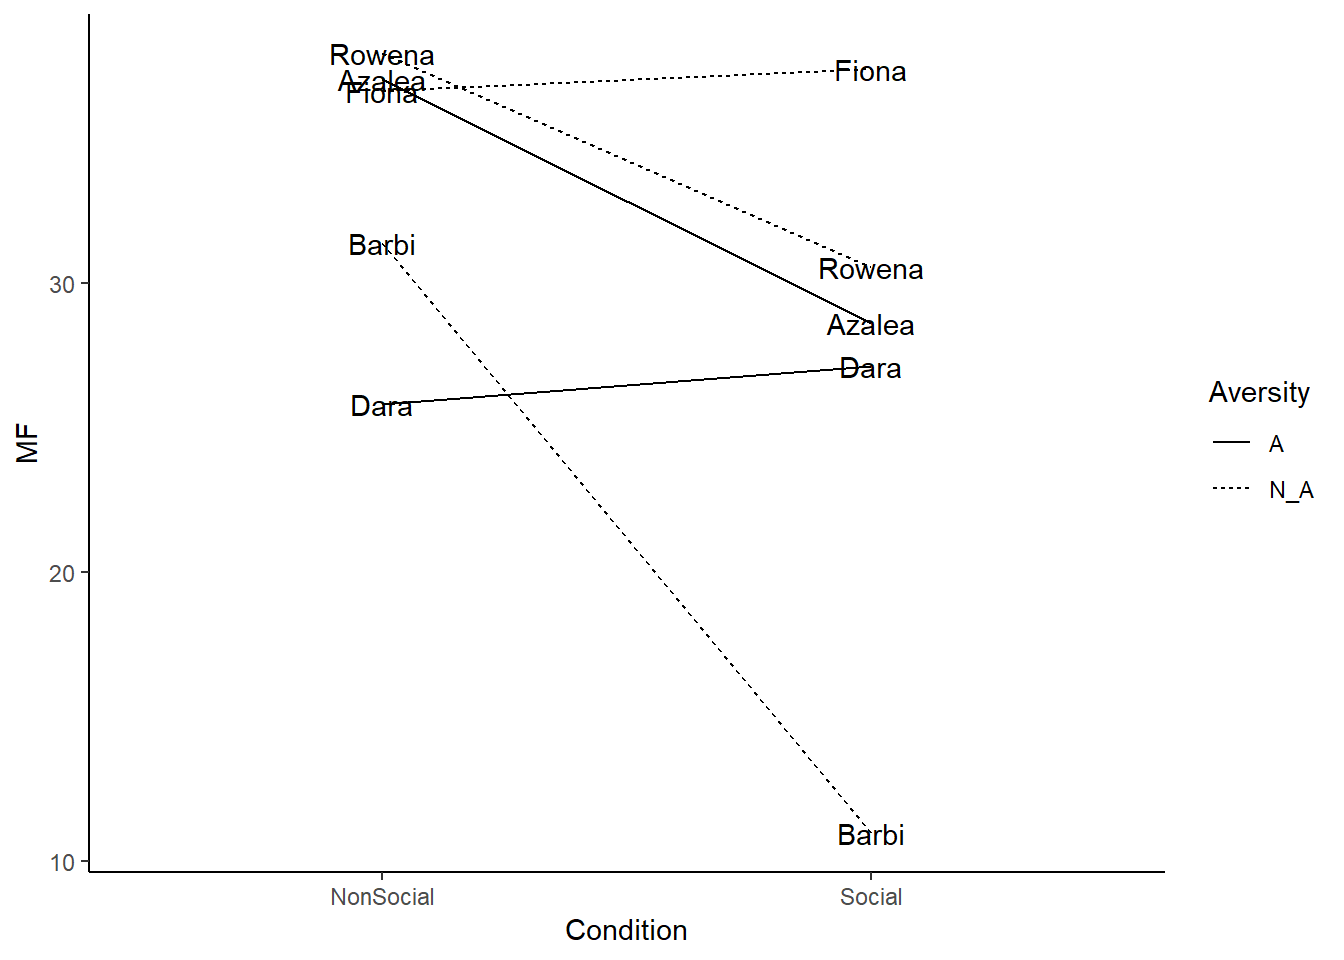 Rowena
Azalea
Fiona
Fiona
Barbi
Rowena
Azalea
Dara
Dara
Barbi
30
20
10
MF
NonSocial
Social
Condition
Aversity
A
N_A